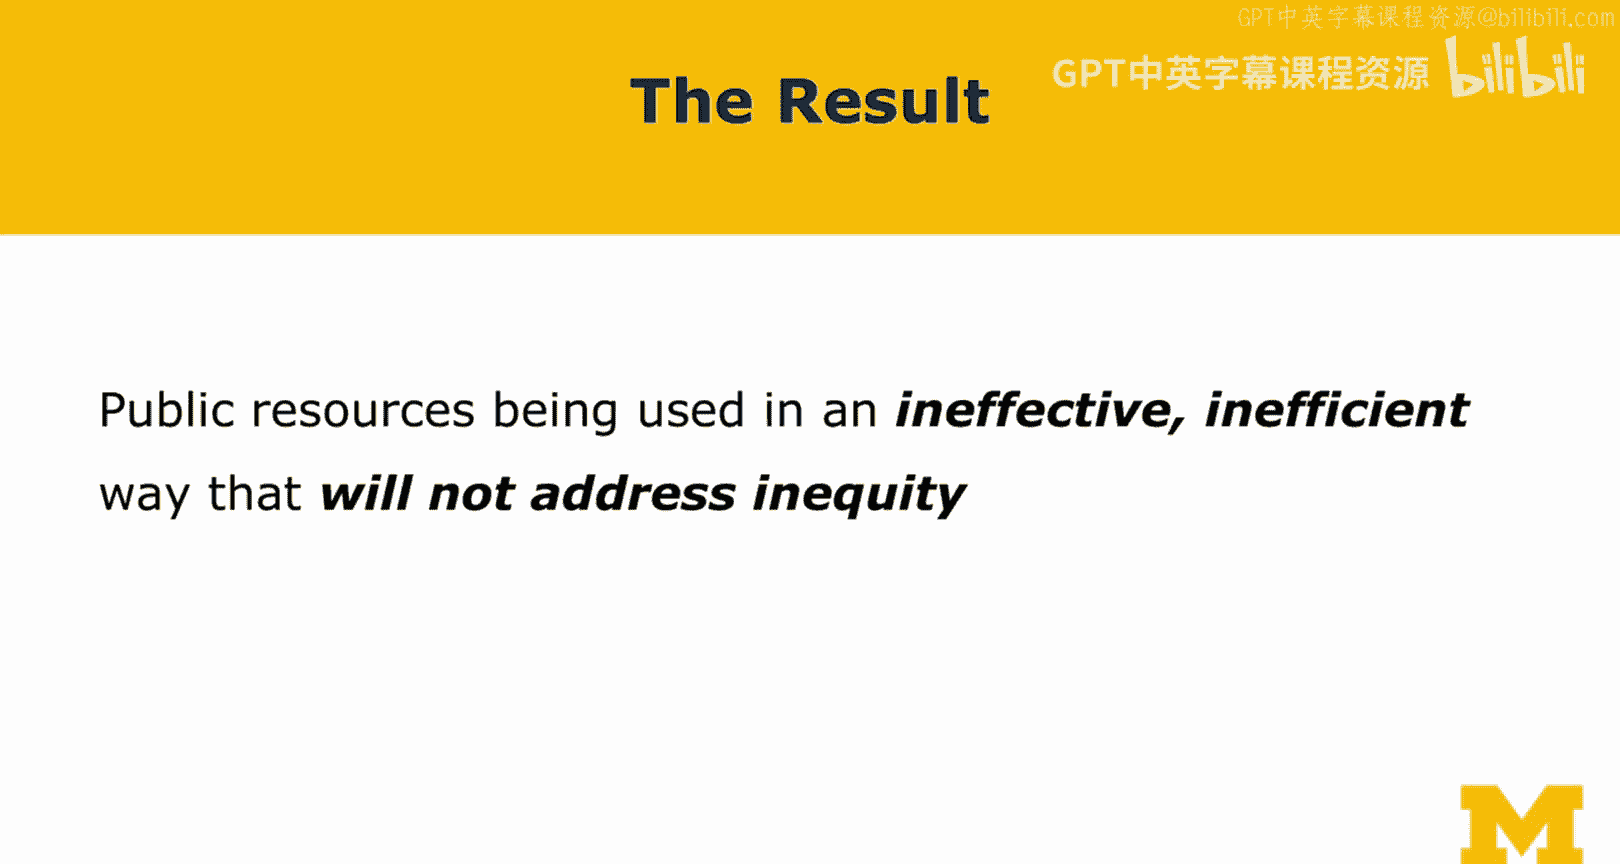 GPT中英字幕课程资源@bilibili.com
GPT中英字幕课程资源 bilibili
The Result
Public resources being used in an ineffective, inefficient
way that will not address inequity
M